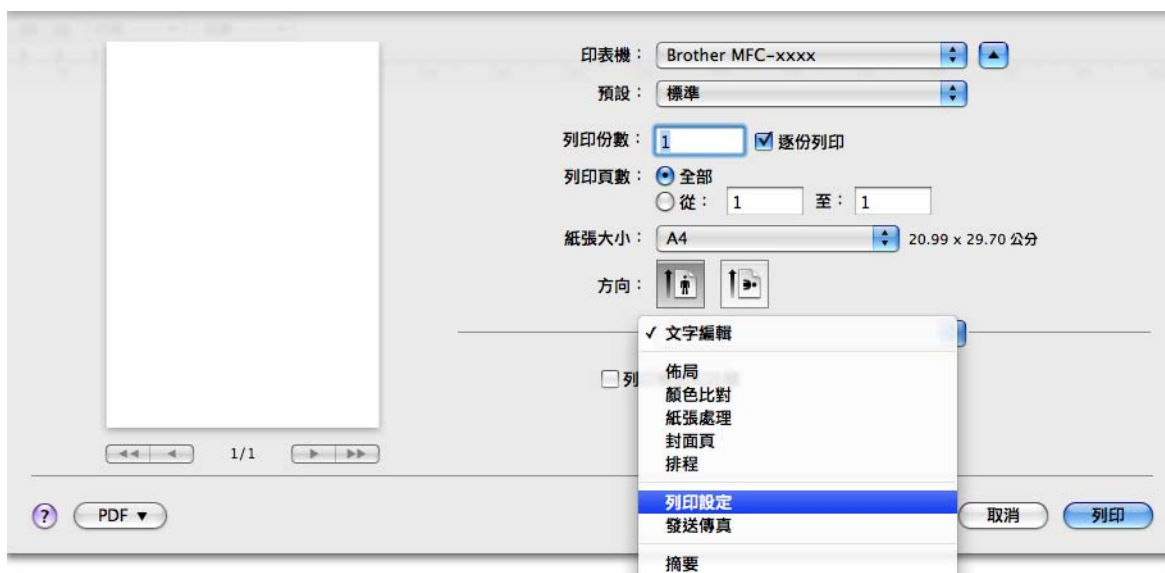 印表機： Brother MFC-xxxx
預設： 標準
列印份數： 1 逐份列印
列印頁數： 全部
從： 1 至： 1
紙張大小： A4 20.99 x 29.70 公分
方向：
✓ 文字編輯
列
佈局
顏色比對
紙張處理
封面頁
排程
1/1
列印設定
發送傳真
摘要
? PDF ▼ 取消 列印